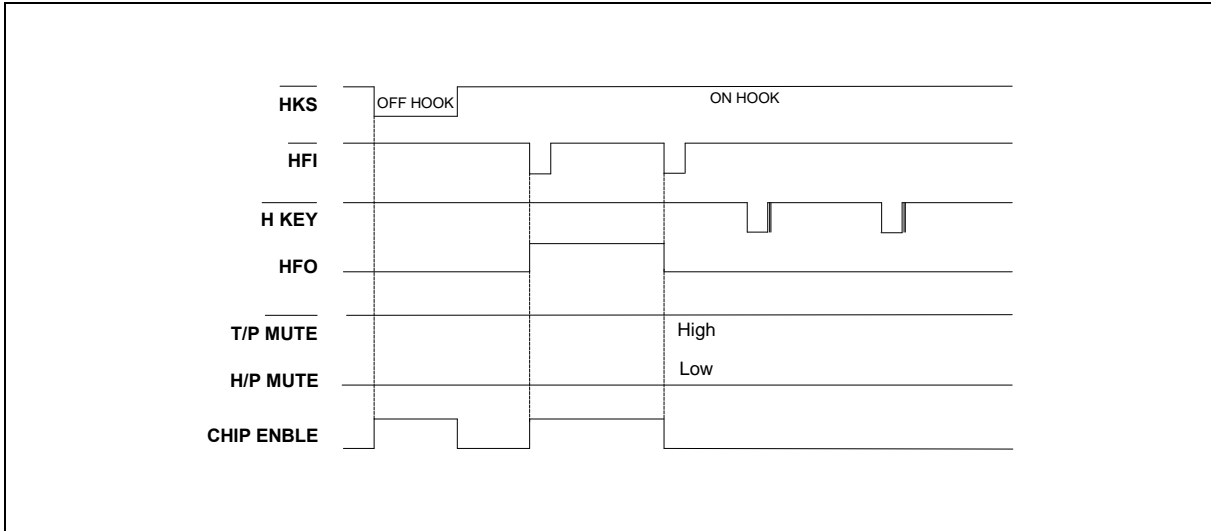 HKS
OFF HOOK
ON HOOK
HFI
H KEY
HFO
T/P MUTE
High
H/P MUTE
Low
CHIP ENBLE